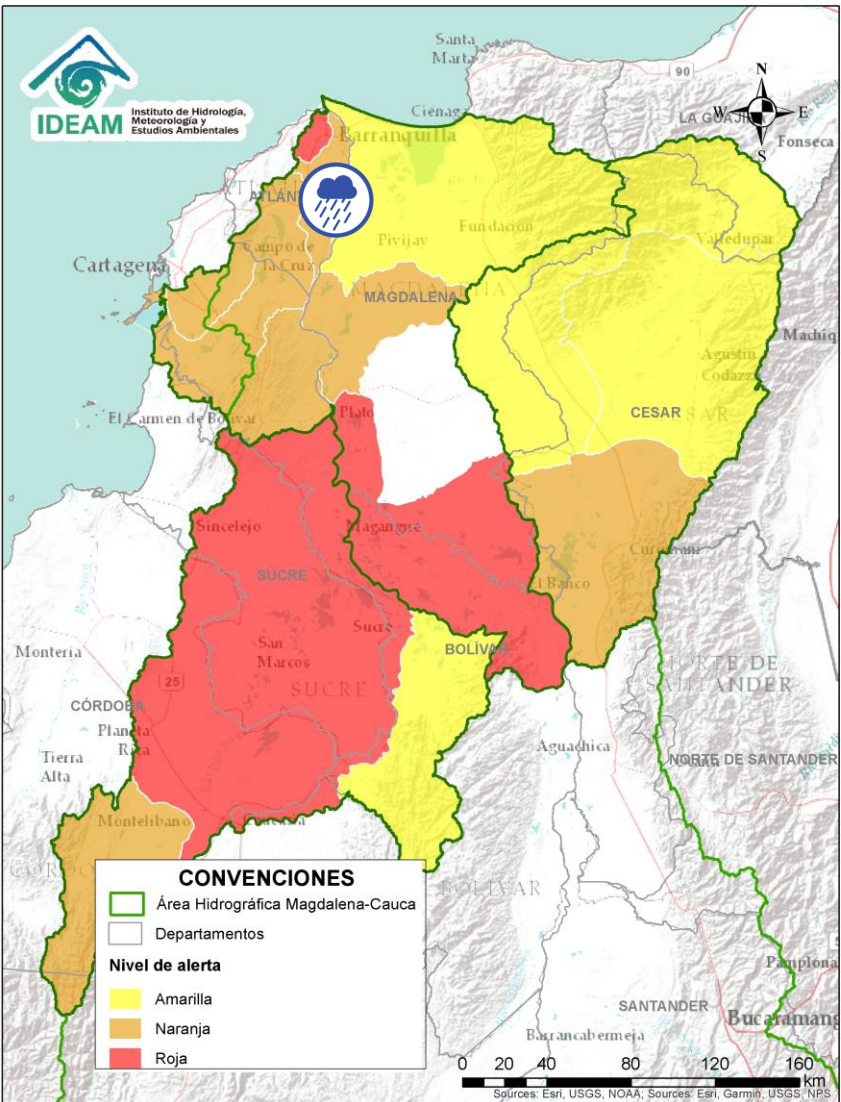 IDEAM
Instituto de Hidrología,
Meteorología y
Estudios Ambientales
Santa
Marta
90
N
W
E
S
LA GUAJIRA
Fonseca
Ciénaga
Barranquilla
Valledupar
Fundación
Pivijay
Campo de
la Cruz
Cartagena
MAGDALENA
MAGDALENA
Agustín
Codazzi
CESAR
El Carmen de Bolívar
Plato
Sincelejo
Magangué
SUCRE
El Banco
Sucre
BOLÍVAR
Montería
San
Marcos
SUCRE
25
CÓRDOBA
Planeta
Rica
Tierra
Alta
Aguachica
NORTE DE
SANTANDER
NORTE DE SANTANDER
Montelíbano
BOLÍVAR
CONVENCIONES
Área Hidrográfica Magdalena-Cauca
Departamentos
Nivel de alerta
Amarilla
Naranja
Roja
Pamplona
SANTANDER
Bucaramang
Barrancabermeja
0 20 40 80 120 160
km
Sources: Esri, USGS, NOAA; Sources: Esri, Garmin, USGS, NPS